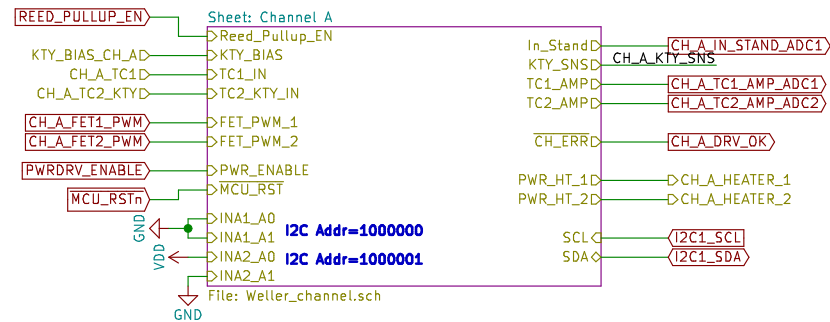 Sheet: Channel A
REED_PULLUP_EN
Reed_Pullup_EN
In_Stand
CH_A_IN_STAND_ADC1
KTY_BIAS_CH_A
KTY_BIAS
KTY_SNS
CH_A_KTY_SNS
CH_A_TC1
TC1_IN
TC1_AMP
CH_A_TC1_AMP_ADC1
CH_A_TC2_KTY
TC2_KTY_IN
TC2_AMP
CH_A_TC2_AMP_ADC2
CH_A_FET1_PWM
FET_PWM_1
CH_A_FET2_PWM
FET_PWM_2
CH_ERR
CH_A_DRV_OK
PWRDRV_ENABLE
PWR_ENABLE
PWR_HT_1
CH_A_HEATER_1
MCU_RSTn
MCU_RST
PWR_HT_2
CH_A_HEATER_2
GND
INA1_A0
I2C Addr=1000000
INA1_A1
SCL
I2C1_SCL
VDD
INA2_A0
I2C Addr=1000001
SDA
I2C1_SDA
INA2_A1
File: Weller_channel.sch
GND